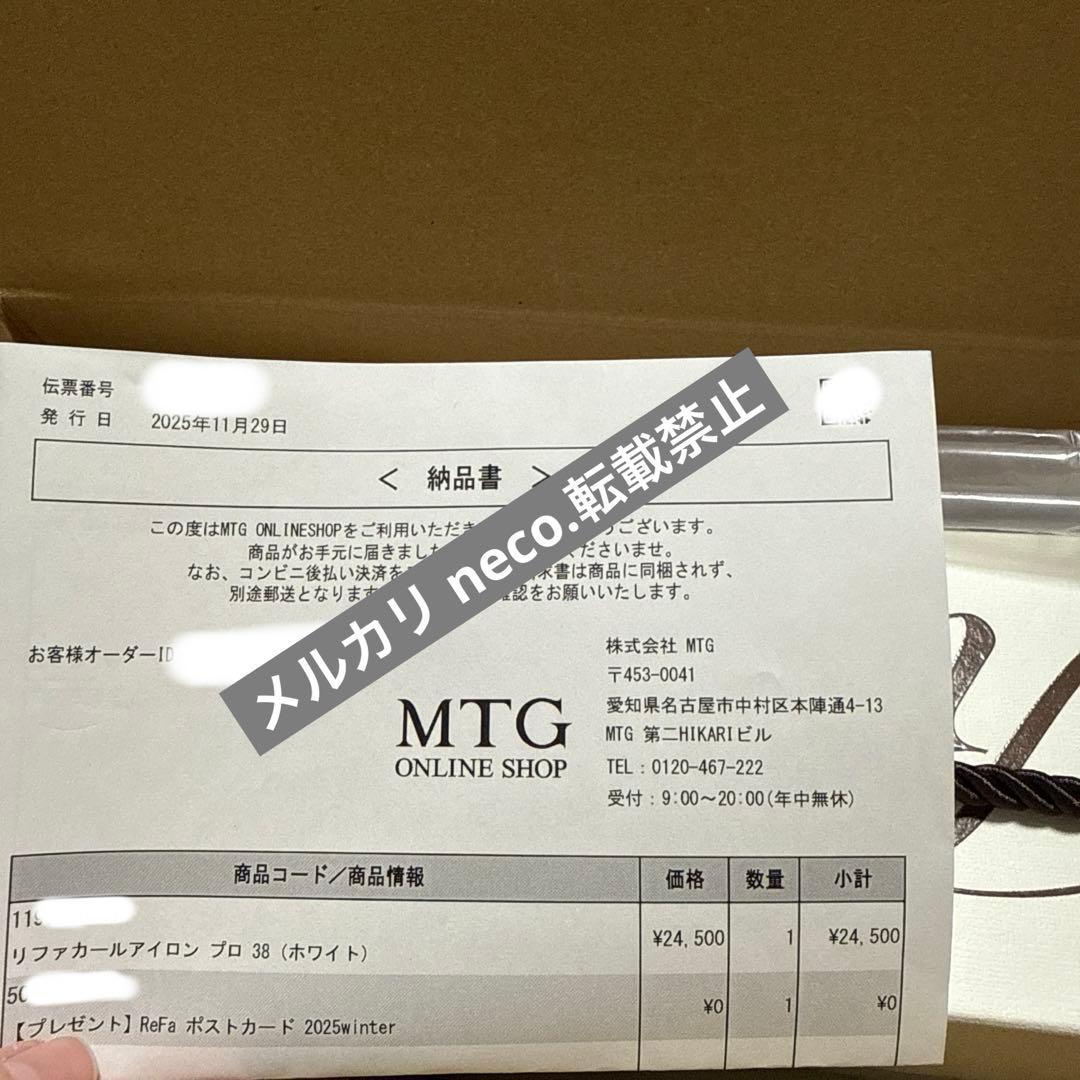 伝票番号
発行日 2025年11月29日
< 納品書 >
この度はMTG ONLINESHOPをご利用いただき ございます。
商品がお手元に届きました くださいませ。
なお、コンビニ後払い決済を 求書は商品に同梱されず、
別途郵送となります 確認をお願いいたします。
メルカリ neco.転載禁止
お客様オーダーID
MTG
ONLINE SHOP
株式会社 MTG
〒453-0041
愛知県名古屋市中村区本陣通4-13
MTG 第二HIKARIビル
TEL：0120-467-222
受付：9:00〜20:00(年中無休)
商品コード／商品情報 価格 数量 小計
119
リファカールアイロン プロ 38 (ホワイト) ¥24,500 1 ¥24,500
50
【プレゼント】ReFa ポストカード 2025winter ¥0 1 ¥0